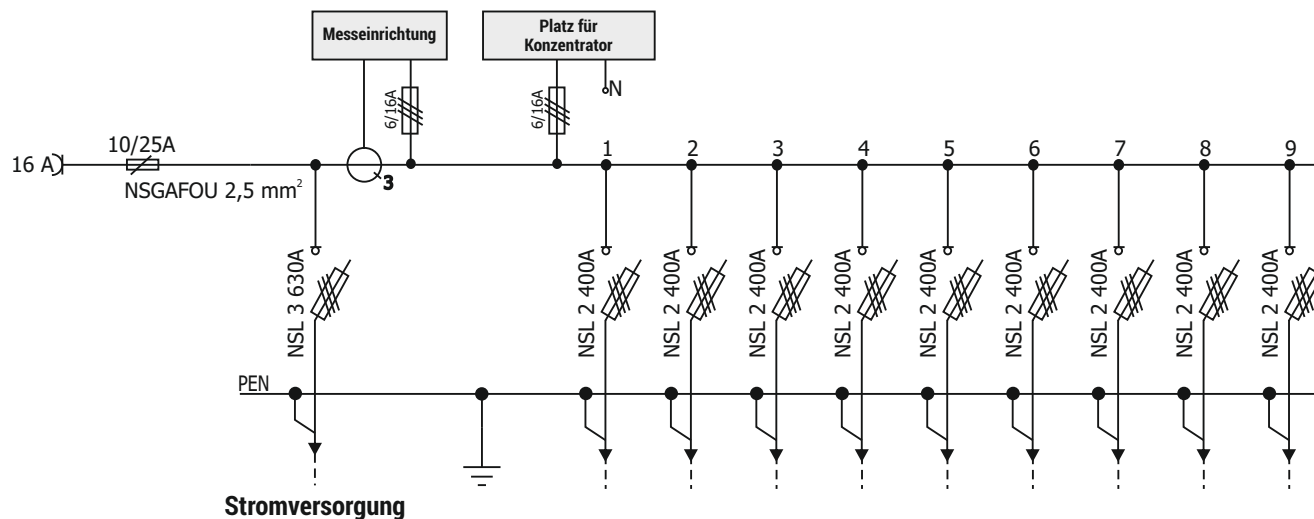 Messeinrichtung
Platz für
Konzentrator
6/16A
6/16A
N
16 A
10/25A
NSGAFOU 2,5 mm²
3
1 2 3 4 5 6 7 8 9
NSL 3 630A
NSL 2 400A
NSL 2 400A
NSL 2 400A
NSL 2 400A
NSL 2 400A
NSL 2 400A
NSL 2 400A
NSL 2 400A
NSL 2 400A
PEN
Stromversorgung